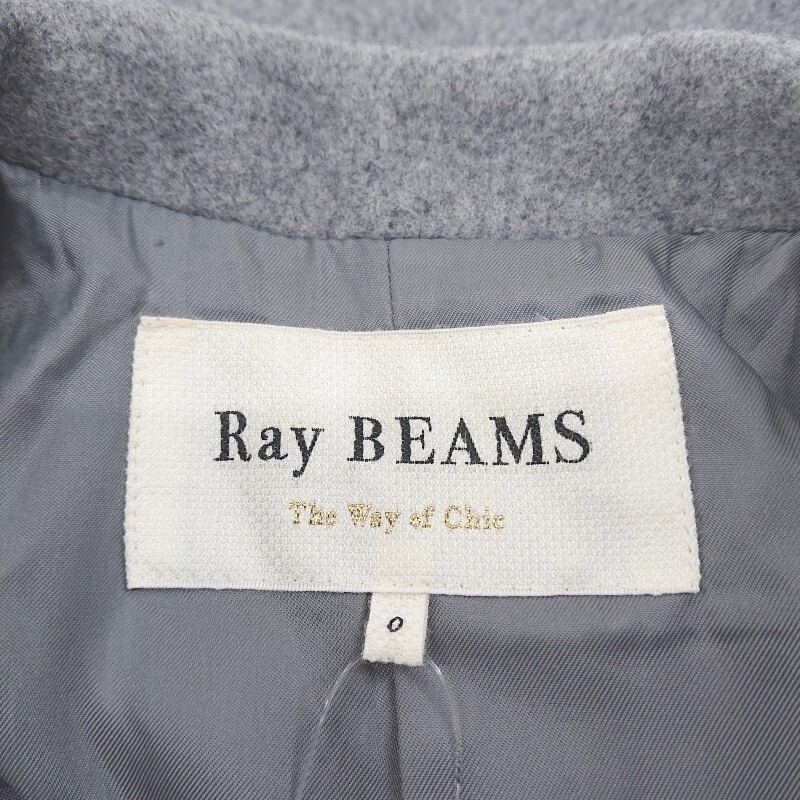 Ray BEAMS
The Way of Chic
0